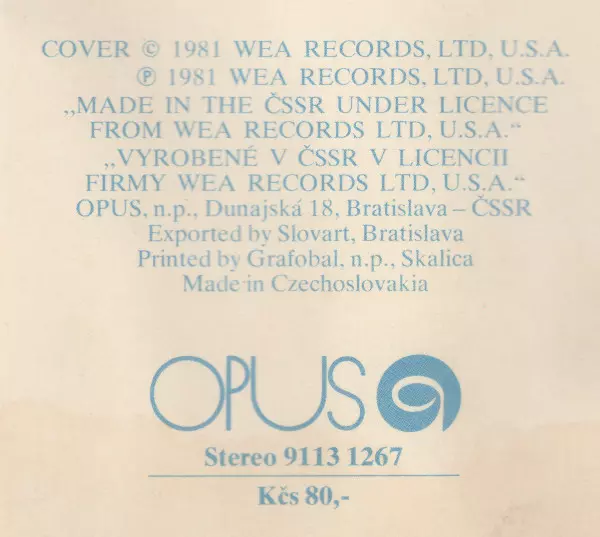 COVER © 1981 WEA RECORDS, LTD, U.S.A.
℗ 1981 WEA RECORDS, LTD, U.S.A.
„MADE IN THE ČSSR UNDER LICENCE
FROM WEA RECORDS LTD, U.S.A.“
„VYROBENÉ V ČSSR V LICENCII
FIRMY WEA RECORDS LTD, U.S.A.“
OPUS, n.p., Dunajská 18, Bratislava – ČSSR
Exported by Slovart, Bratislava
Printed by Grafobal, n.p., Skalica
Made in Czechoslovakia
OPUS
Stereo 9113 1267
Kčs 80,-